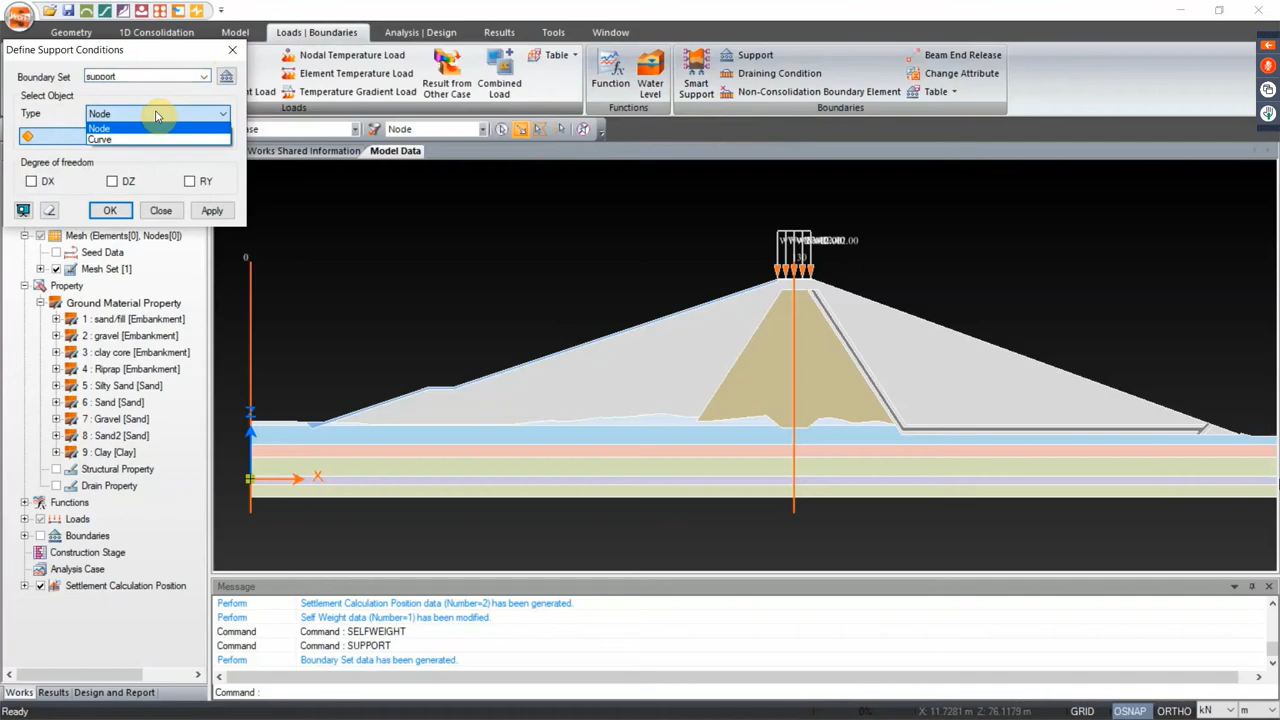 Geometry
1D Consolidation
Model
Loads | Boundaries
Analysis | Design
Results
Tools
Window
Define Support Conditions
Boundary Set
support
Select Object
Type
Node
Node
Curve
Degree of freedom
DX
DZ
RY
OK
Close
Apply
Nodal Temperature Load
Element Temperature Load
Temperature Gradient Load
Result from
Other Case
Combined
Load
Table
Loads
Function
Water
Level
Functions
Smart
Support
Support
Draining Condition
Non-Consolidation Boundary Element
Beam End Release
Change Attribute
Table
Boundaries
Node
Works Shared Information
Model Data
Mesh (Elements[0], Nodes[0])
Seed Data
Mesh Set [1]
Property
Ground Material Property
1 : sand/fill [Embankment]
2 : gravel [Embankment]
3 : clay core [Embankment]
4 : Riprap [Embankment]
5 : Silty Sand [Sand]
6 : Sand [Sand]
7 : Gravel [Sand]
8 : Sand2 [Sand]
9 : Clay [Clay]
Structural Property
Drain Property
Functions
Loads
Boundaries
Construction Stage
Analysis Case
Settlement Calculation Position
0
30
Z
X
Message
Perform Settlement Calculation Position data (Number=2) has been generated.
Perform Self Weight data (Number=1) has been modified.
Command Command : SELFWEIGHT
Command Command : SUPPORT
Perform Boundary Set data has been generated.
Command :
Works
Results
Design and Report
Ready
0%
X: 11.7281 m Z: 76.1179 m
GRID
OSNAP
ORTHO
kN
m